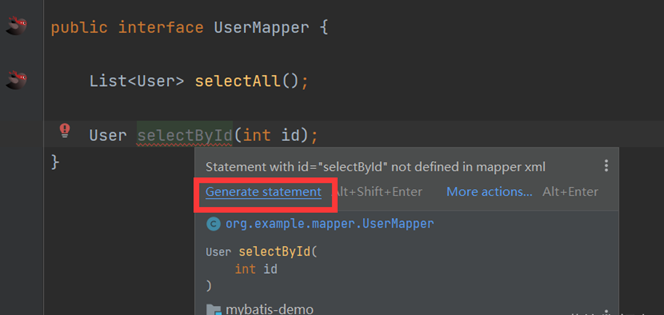 public interface UserMapper {
List<User> selectAll();
User selectById(int id);
}
Statement with id="selectById" not defined in mapper xml
Generate statement Alt+Shift+Enter More actions... Alt+Enter
C org.example.mapper.UserMapper
User selectById(
int id
)
mybatis-demo